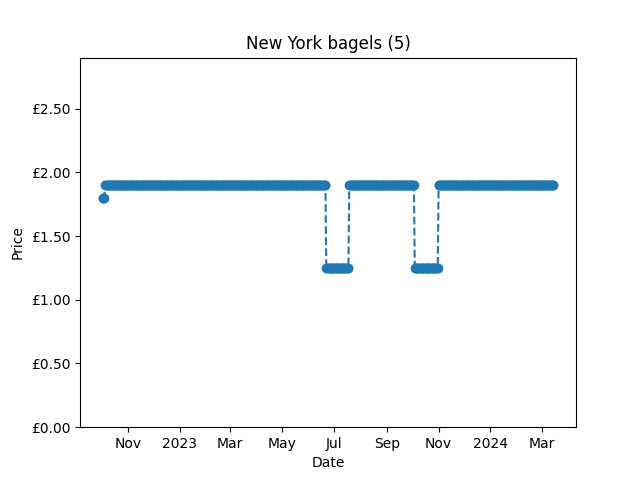 New York bagels (5)
£2.50
£2.00
£1.50
£1.00
£0.50
£0.00
Price
Nov 2023 Mar May Jul Sep Nov 2024 Mar
Date